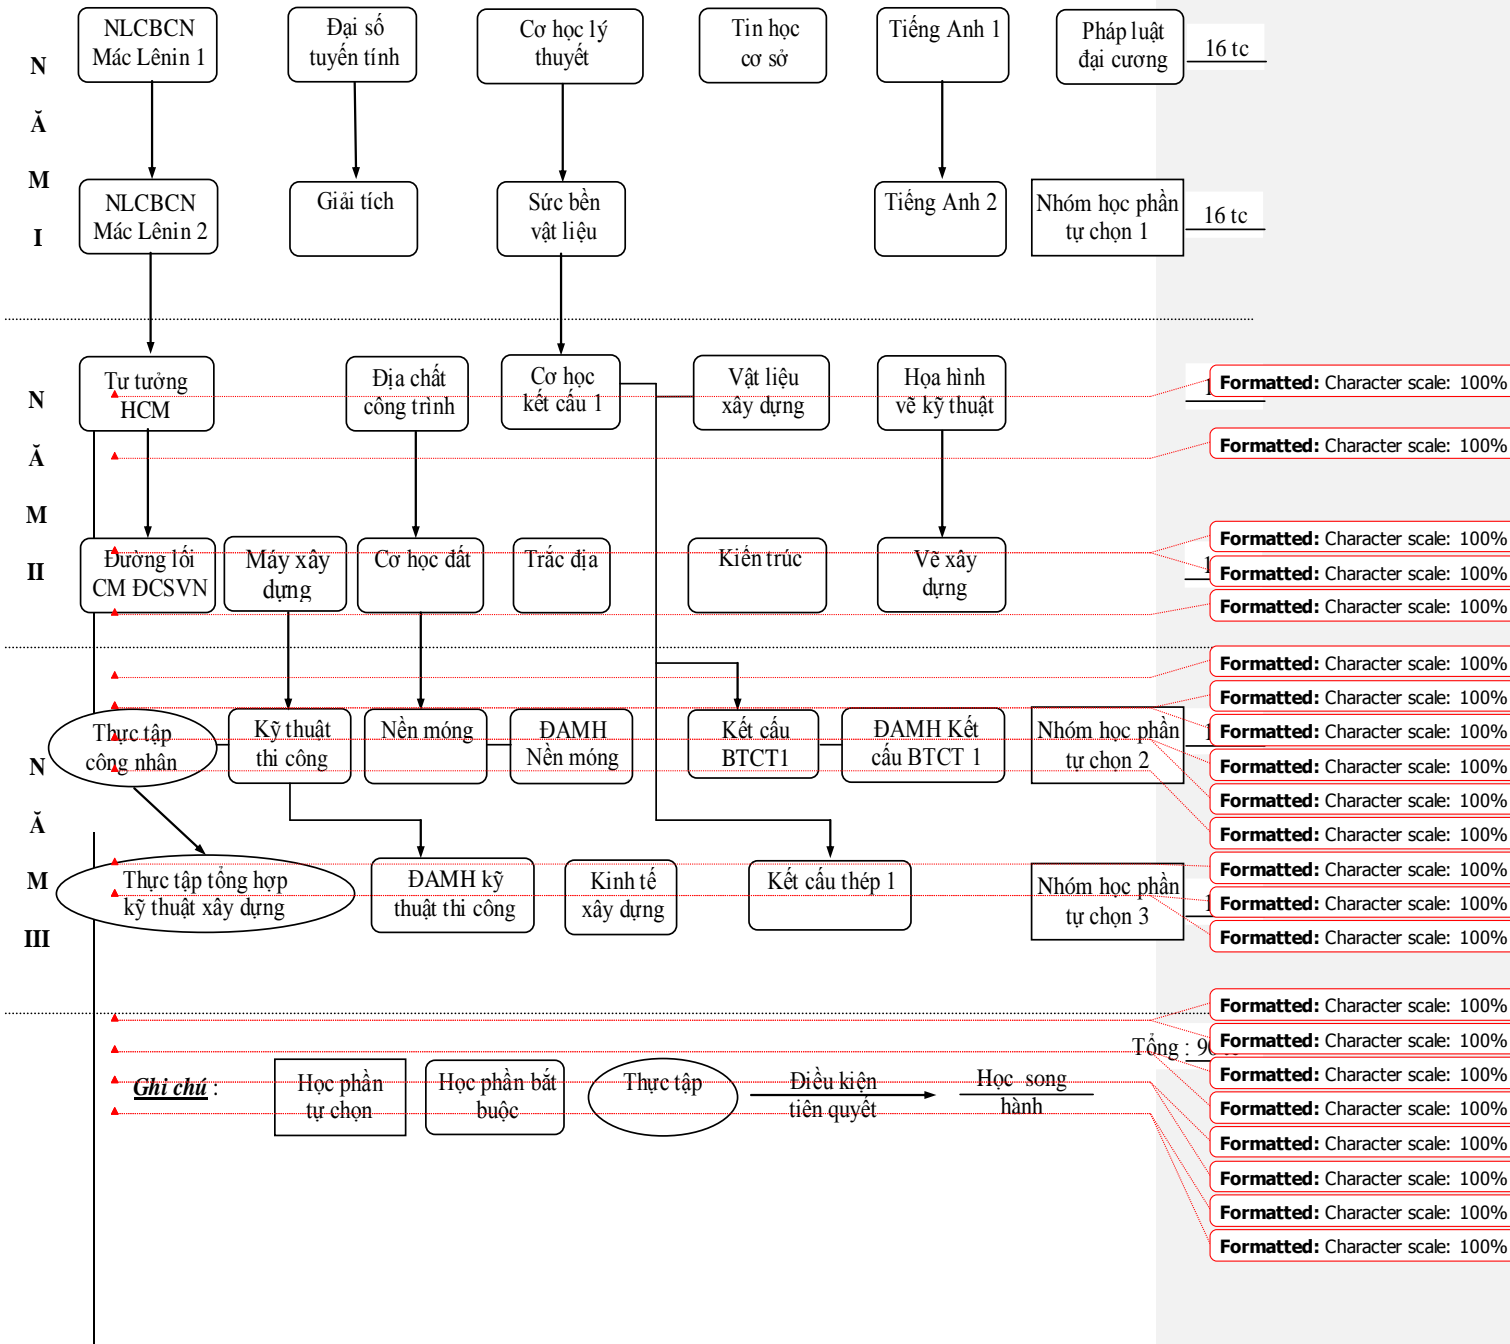 NLCBCN
Mác Lênin 1
Đại số
tuyến tính
Cơ học lý
thuyết
Tin học
cơ sở
Tiếng Anh 1
Pháp luật
đại cương
16 tc
N
Ă
M
I
NLCBCN
Mác Lênin 2
Giải tích
Sức bền
vật liệu
Tiếng Anh 2
Nhóm học phần
tự chọn 1
16 tc
N
Ă
M
II
Tư tưởng
HCM
Địa chất
công trình
Cơ học
kết cấu 1
Vật liệu
xây dựng
Họa hình
vẽ kỹ thuật
Formatted: Character scale: 100%
Formatted: Character scale: 100%
Đường lối
CM ĐCSVN
Máy xây
dựng
Cơ học đất
Trắc địa
Kiến trúc
Vẽ xây
dựng
Formatted: Character scale: 100%
Formatted: Character scale: 100%
Formatted: Character scale: 100%
Formatted: Character scale: 100%
Formatted: Character scale: 100%
N
Ă
M
III
Thực tập
công nhân
Kỹ thuật
thi công
Nền móng
ĐAMH
Nền móng
Kết cấu
BTCT1
ĐAMH Kết
cấu BTCT 1
Nhóm học phần
tự chọn 2
Formatted: Character scale: 100%
Formatted: Character scale: 100%
Formatted: Character scale: 100%
Formatted: Character scale: 100%
Thực tập tổng hợp
kỹ thuật xây dựng
ĐAMH kỹ
thuật thi công
Kinh tế
xây dựng
Kết cấu thép 1
Nhóm học phần
tự chọn 3
Formatted: Character scale: 100%
Formatted: Character scale: 100%
Formatted: Character scale: 100%
Formatted: Character scale: 100%
Formatted: Character scale: 100%
Tổng :
Formatted: Character scale: 100%
Ghi chú :
Học phần
tự chọn
Học phần bắt
buộc
Thực tập
Điều kiện
tiên quyết
Học song
hành
Formatted: Character scale: 100%
Formatted: Character scale: 100%
Formatted: Character scale: 100%
Formatted: Character scale: 100%
Formatted: Character scale: 100%